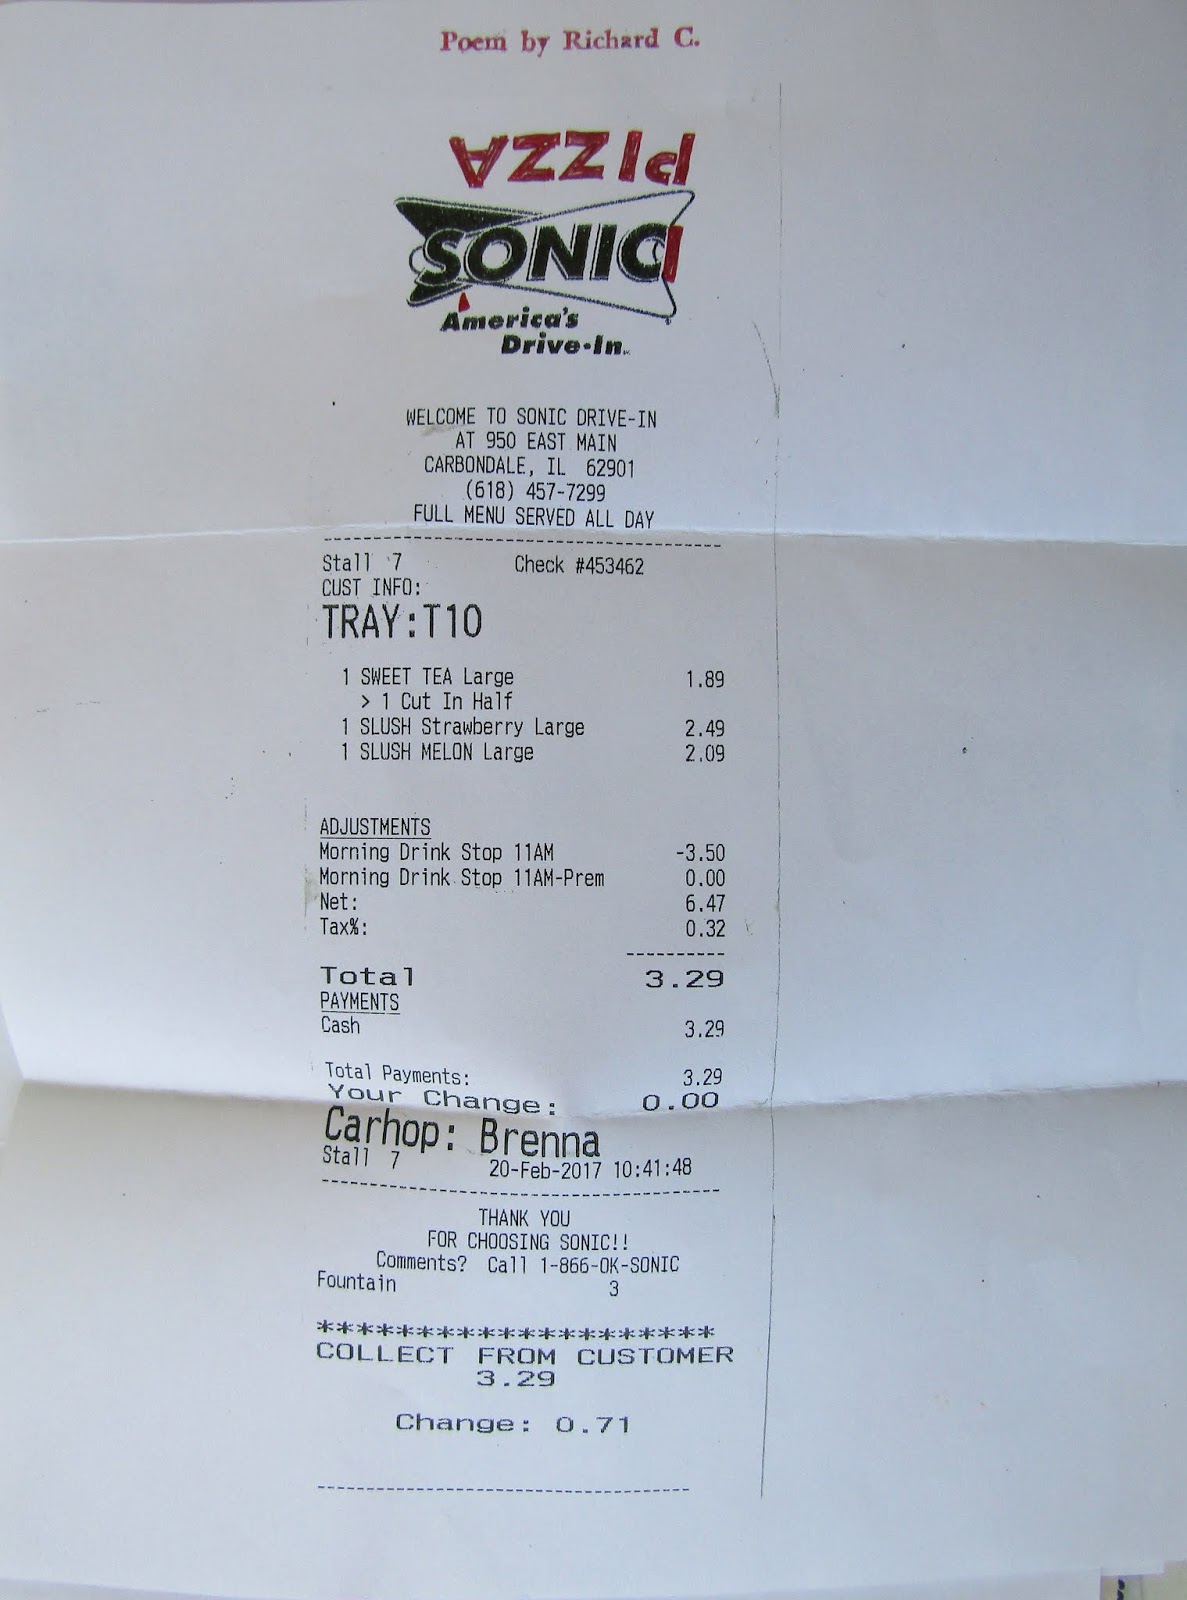 Poem by Richard C.
PIZZA
SONIC
America's
Drive-In
WELCOME TO SONIC DRIVE-IN
AT 950 EAST MAIN
CARBONDALE, IL 62901
(618) 457-7299
FULL MENU SERVED ALL DAY
----------------------------------------
Stall 7 Check #453462
CUST INFO:
TRAY:T10
1 SWEET TEA Large 1.89
> 1 Cut In Half
1 SLUSH Strawberry Large 2.49
1 SLUSH MELON Large 2.09
ADJUSTMENTS
Morning Drink Stop 11AM -3.50
Morning Drink Stop 11AM-Prem 0.00
Net: 6.47
Tax%: 0.32
----------
Total 3.29
PAYMENTS
Cash 3.29
Total Payments: 3.29
Your Change: 0.00
Carhop: Brenna
Stall 7 20-Feb-2017 10:41:48
----------------------------------------
THANK YOU
FOR CHOOSING SONIC!!
Comments? Call 1-866-OK-SONIC
Fountain 3
********************
COLLECT FROM CUSTOMER
3.29
Change: 0.71
----------------------------------------